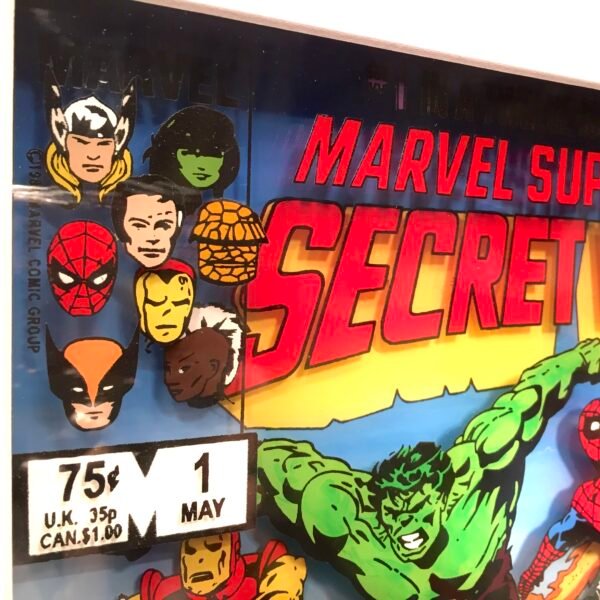 MARVEL
MARVEL SUP
SECRET
MARVEL COMIC GROUP
75¢
U.K. 35p
CAN.$1.00
1
MAY